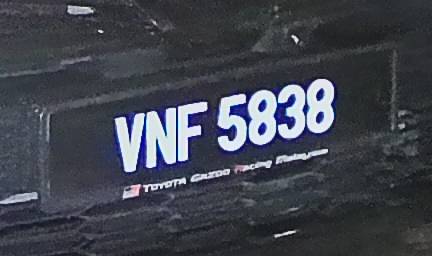 VNF 5838
TOYOTA GAZOO Racing Malaysia